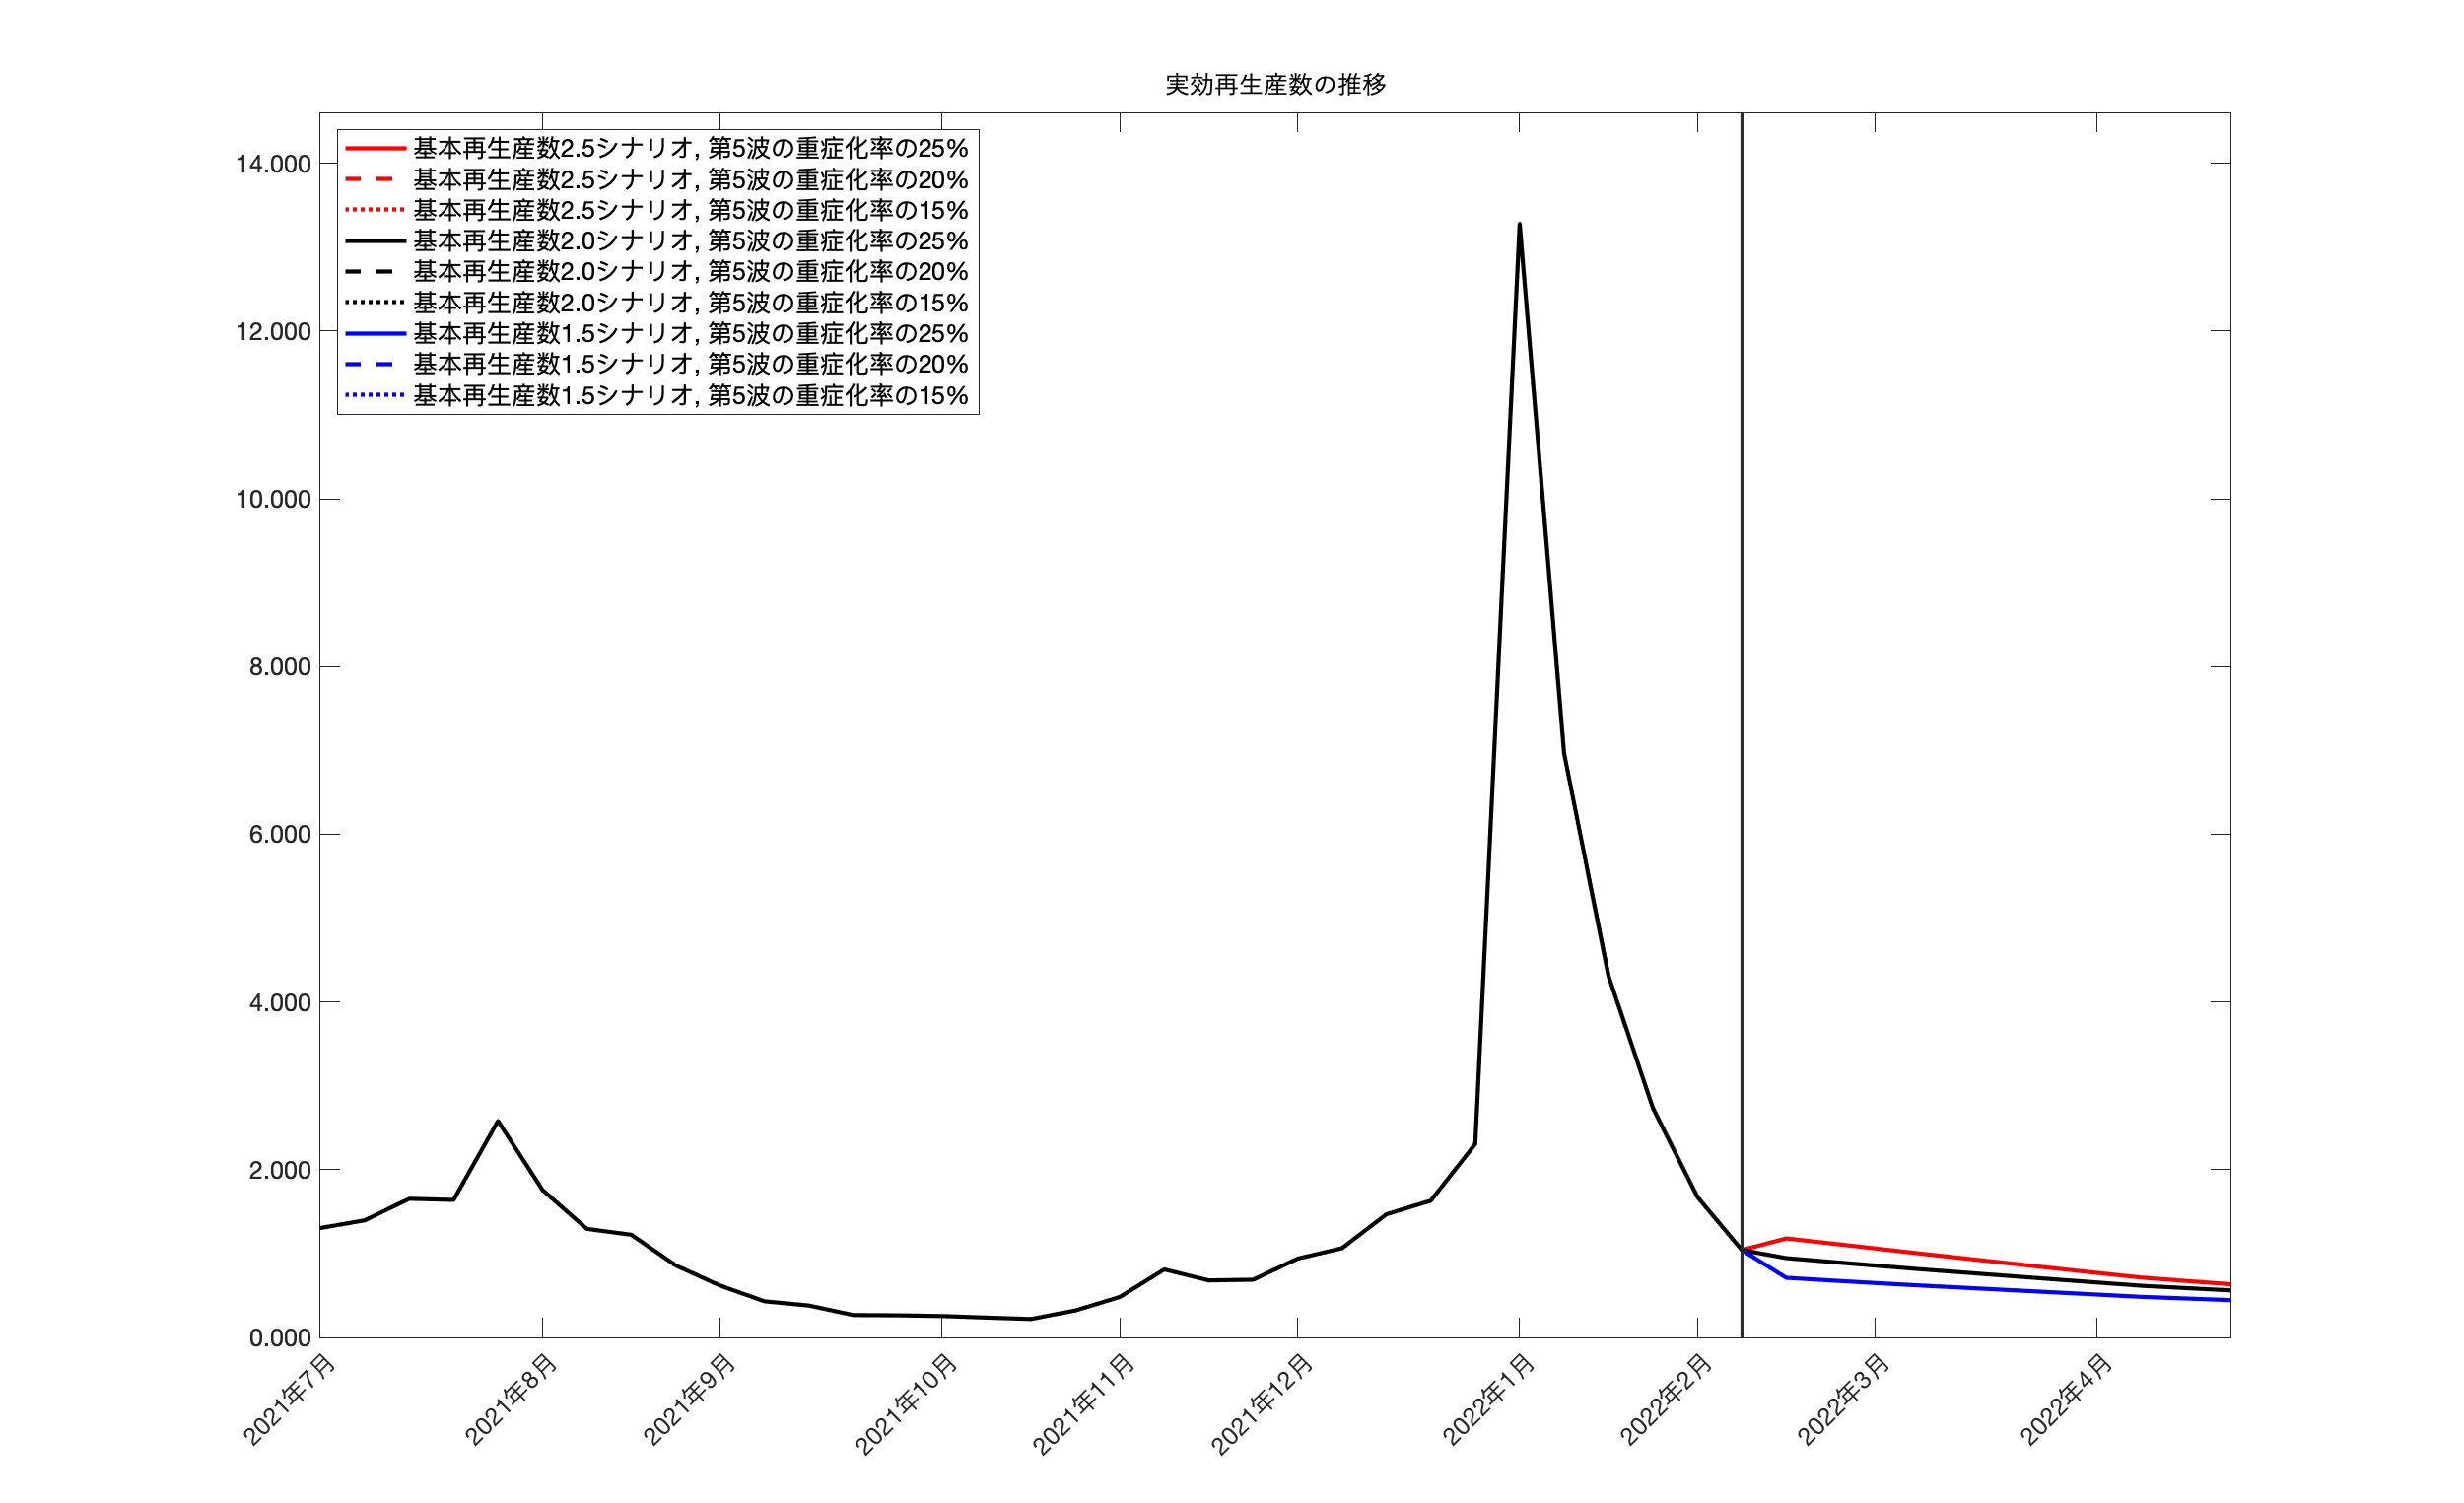 実効再生産数の推移
基本再生産数2.5シナリオ, 第5波の重症化率の25%
基本再生産数2.5シナリオ, 第5波の重症化率の20%
基本再生産数2.5シナリオ, 第5波の重症化率の15%
基本再生産数2.0シナリオ, 第5波の重症化率の25%
基本再生産数2.0シナリオ, 第5波の重症化率の20%
基本再生産数2.0シナリオ, 第5波の重症化率の15%
基本再生産数1.5シナリオ, 第5波の重症化率の25%
基本再生産数1.5シナリオ, 第5波の重症化率の20%
基本再生産数1.5シナリオ, 第5波の重症化率の15%
14.000
12.000
10.000
8.000
6.000
4.000
2.000
0.000
2021年7月
2021年8月
2021年9月
2021年10月
2021年11月
2021年12月
2022年1月
2022年2月
2022年3月
2022年4月